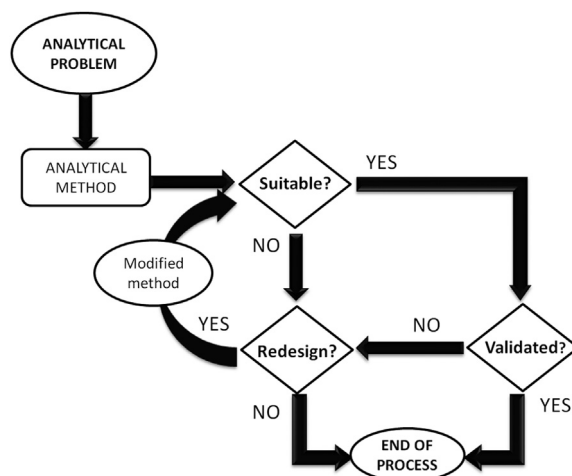 ANALYTICAL
PROBLEM
ANALYTICAL
METHOD
Suitable?
YES
NO
Modified
method
YES
Redesign?
NO
Validated?
NO
YES
END OF
PROCESS